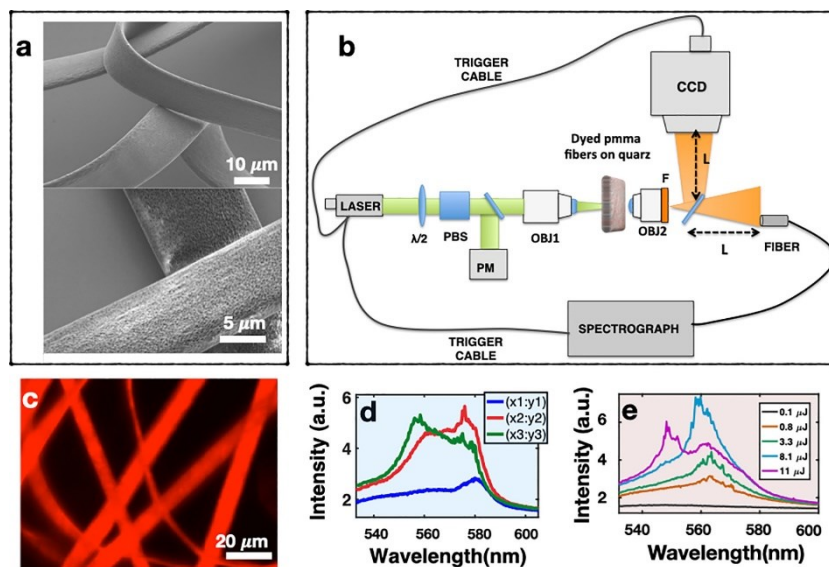 a
10 μm
5 μm
b
TRIGGER
CABLE
CCD
Dyed pmma
fibers on quarz
L
F
LASER
λ/2
PBS
OBJ1
OBJ2
PM
L
FIBER
TRIGGER
CABLE
SPECTROGRAPH
c
20 μm
d
Intensity (a.u.)
6
4
2
540
560
580
600
Wavelength(nm)
(x1:y1)
(x2:y2)
(x3:y3)
e
Intensity (a.u.)
6
4
2
540
560
580
600
Wavelength(nm)
0.1 μJ
0.8 μJ
3.3 μJ
8.1 μJ
11 μJ